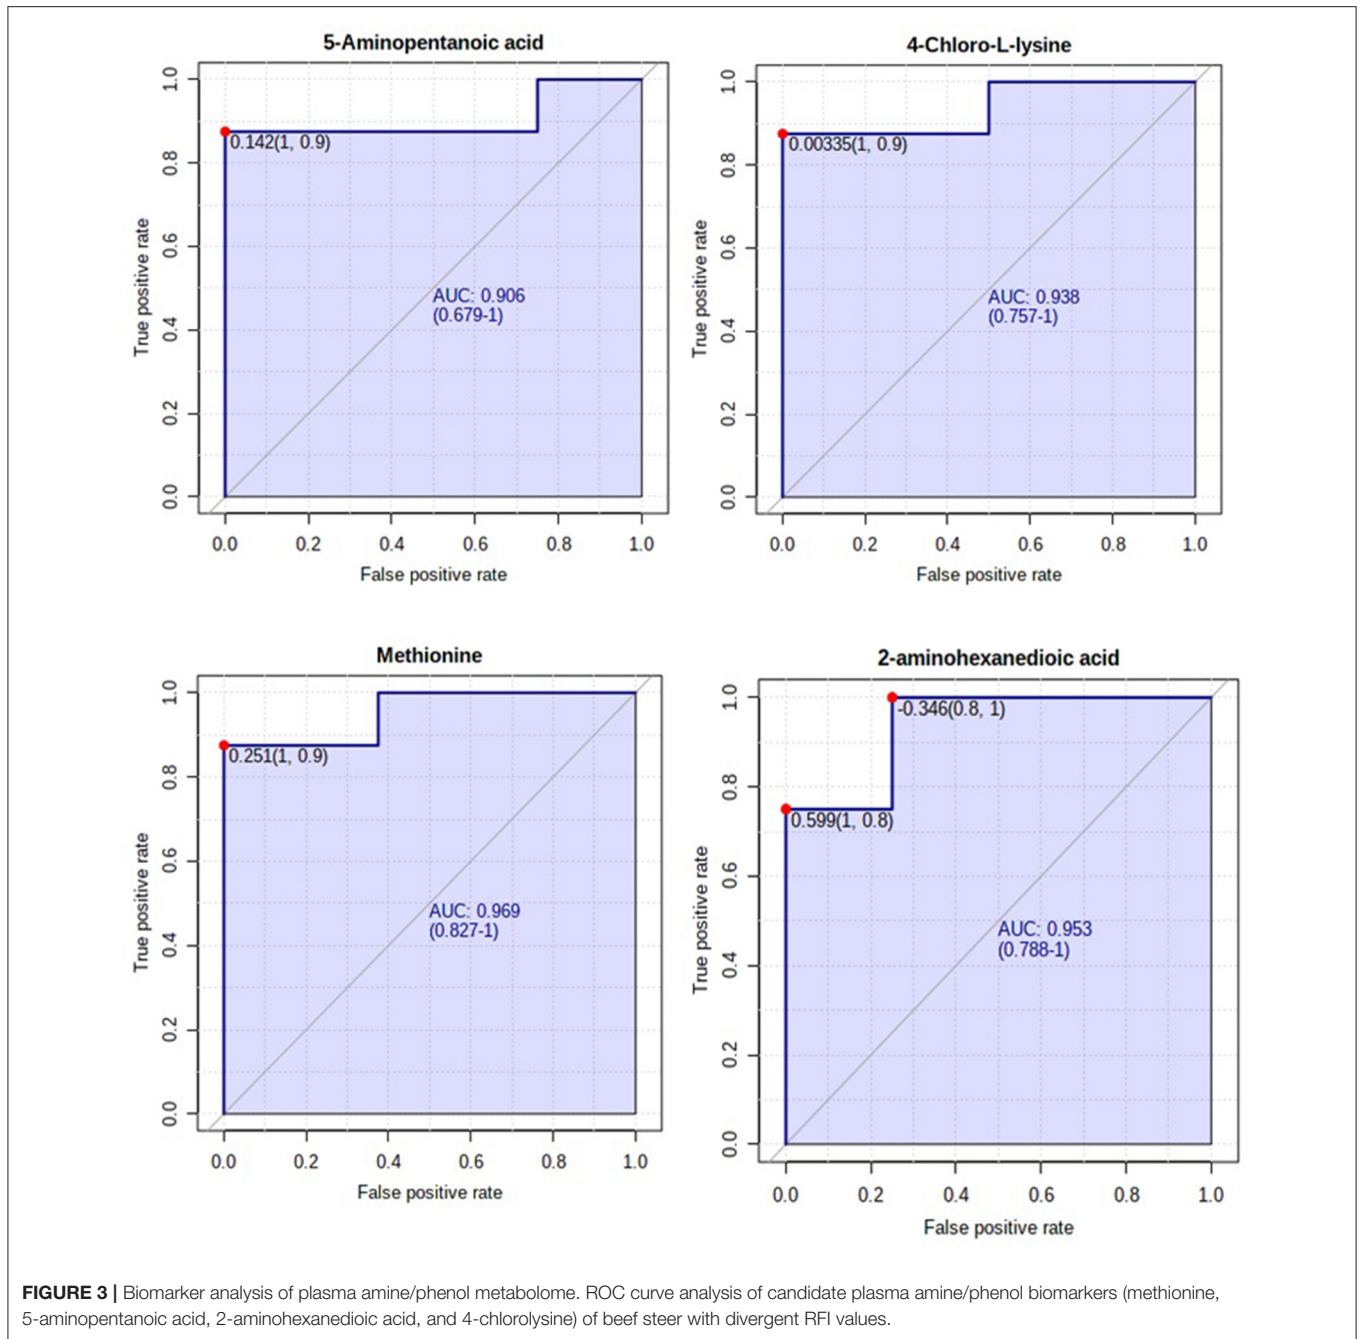 5-Aminopentanoic acid
1.0
0.8
0.6
0.4
0.2
0.0
True positive rate
0.142(1, 0.9)
AUC: 0.906
(0.679-1)
0.0 0.2 0.4 0.6 0.8 1.0
False positive rate
4-Chloro-L-lysine
1.0
0.8
0.6
0.4
0.2
0.0
True positive rate
0.00335(1, 0.9)
AUC: 0.938
(0.757-1)
0.0 0.2 0.4 0.6 0.8 1.0
False positive rate
Methionine
1.0
0.8
0.6
0.4
0.2
0.0
True positive rate
0.251(1, 0.9)
AUC: 0.969
(0.827-1)
0.0 0.2 0.4 0.6 0.8 1.0
False positive rate
2-aminohexanedioic acid
1.0
0.8
0.6
0.4
0.2
0.0
True positive rate
-0.346(0.8, 1)
0.599(1, 0.8)
AUC: 0.953
(0.788-1)
0.0 0.2 0.4 0.6 0.8 1.0
False positive rate
FIGURE 3 | Biomarker analysis of plasma amine/phenol metabolome. ROC curve analysis of candidate plasma amine/phenol biomarkers (methionine,
5-aminopentanoic acid, 2-aminohexanedioic acid, and 4-chlorolysine) of beef steer with divergent RFI values.